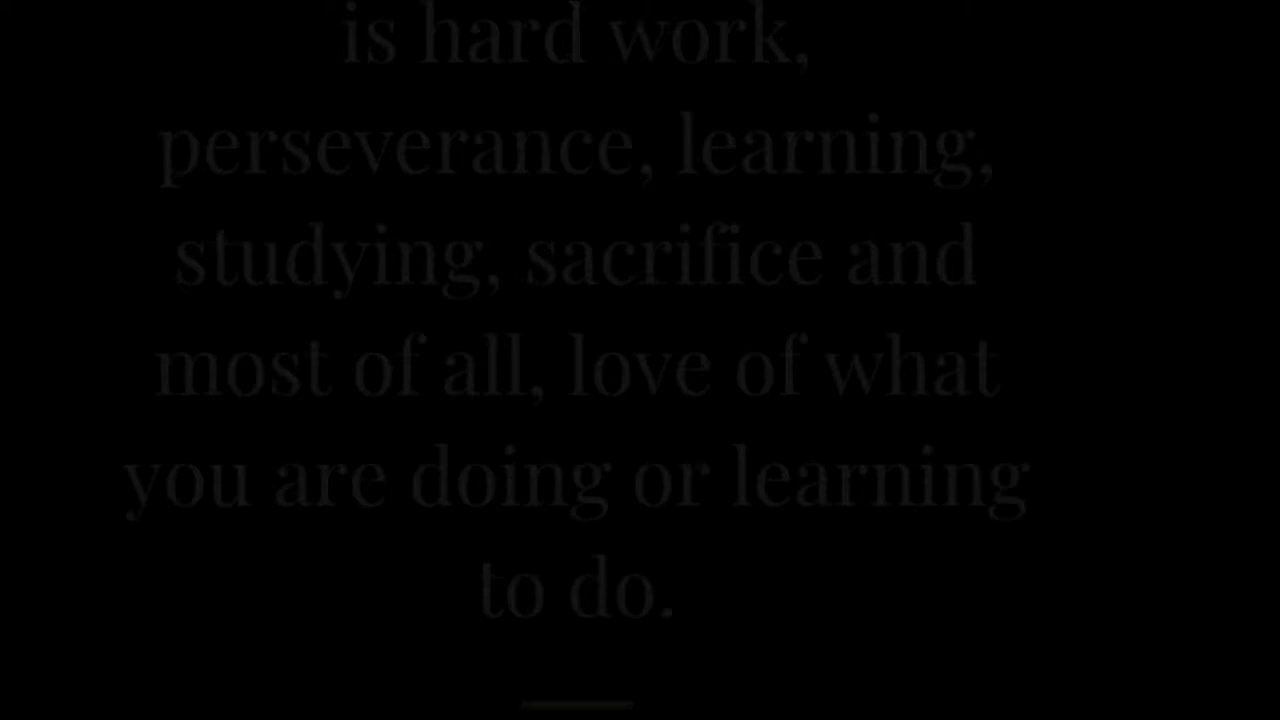 is hard work,
perseverance, learning,
studying, sacrifice and
most of all, love of what
you are doing or learning
to do.